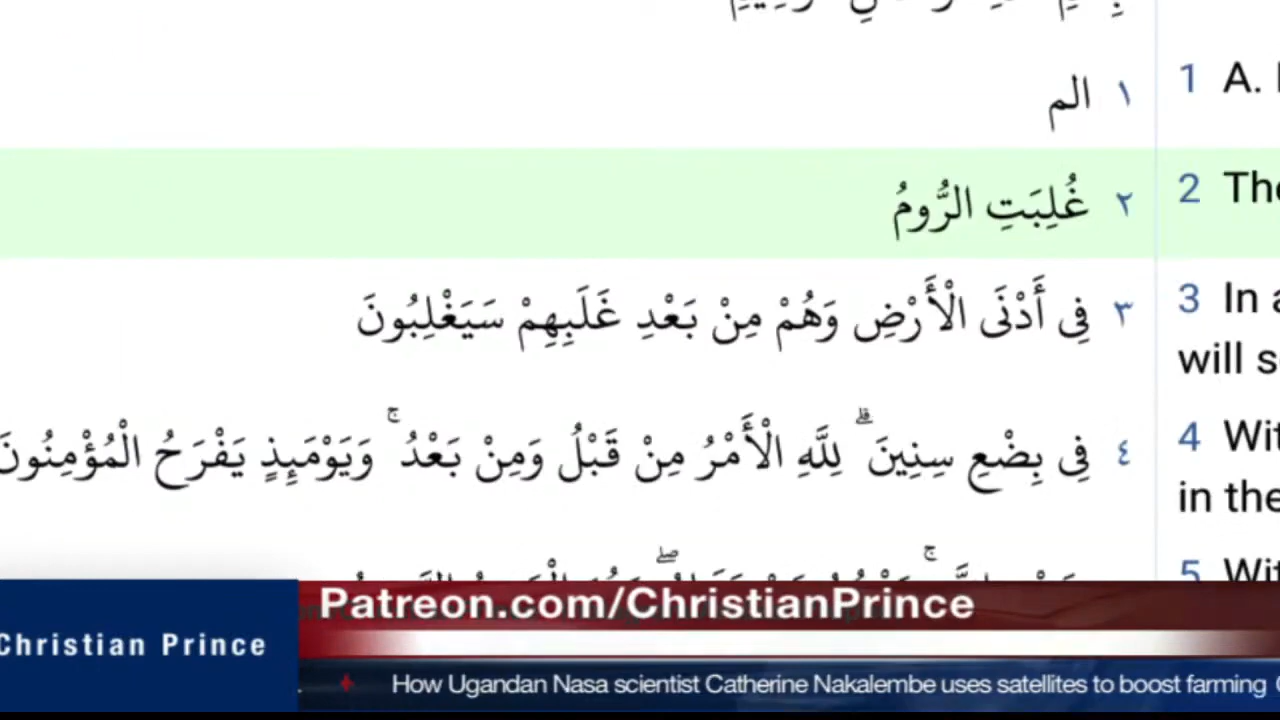 ١ الم
1 A.
٢ غُلِبَتِ الرُّومُ
2 The
٣ فِي أَدْنَى الْأَرْضِ وَهُمْ مِنْ بَعْدِ غَلَبِهِمْ سَيَغْلِبُونَ
3 In a
will s
٤ فِي بِضْعِ سِنِينَ ۗ لِلَّهِ الْأَمْرُ مِنْ قَبْلُ وَمِنْ بَعْدُ ۚ وَيَوْمَئِذٍ يَفْرَحُ الْمُؤْمِنُونَ
4 Wit
in the
5 Wit
Patreon.com/ChristianPrince
Christian Prince
How Ugandan Nasa scientist Catherine Nakalembe uses satellites to boost farming